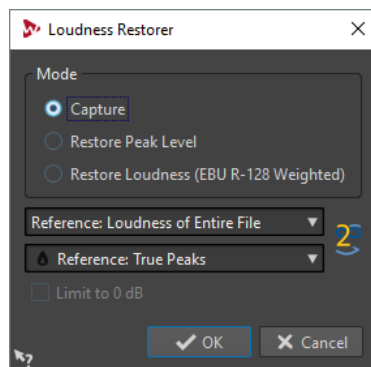 Loudness Restorer
Mode
Capture
Restore Peak Level
Restore Loudness (EBU R-128 Weighted)
Reference: Loudness of Entire File
2
Reference: True Peaks
Limit to 0 dB
OK
Cancel
?